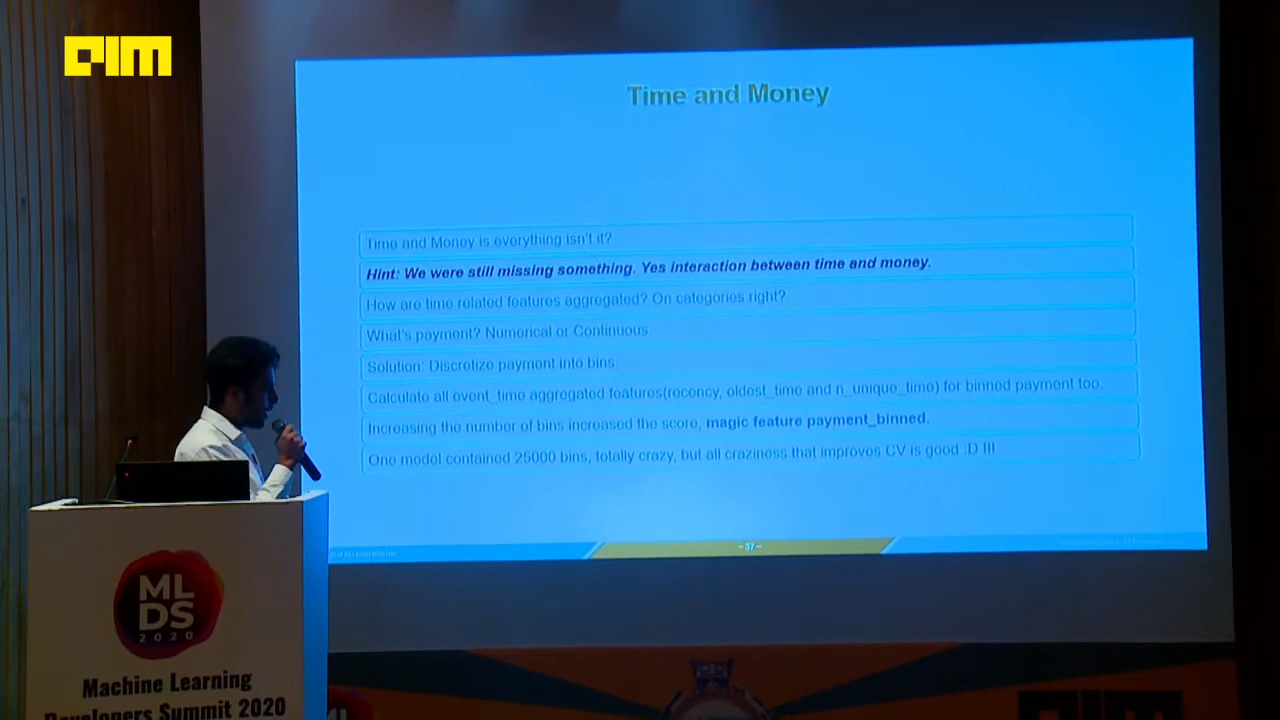 AIM
Time and Money
Time and Money is everything isn't it?
Hint: We were still missing something. Yes interaction between time and money.
How are time related features aggregated? On categories right?
What's payment? Numerical or Continuous
Solution: Discretize payment into bins.
Calculate all event_time aggregated features(recency, oldest_time and n_unique_time) for binned payment too.
Increasing the number of bins increased the score, magic feature payment_binned.
One model contained 25000 bins, totally crazy, but all craziness that improves CV is good :D !!!
- 37 -
ML
DS
2020
Machine Learning
Developers Summit 2020